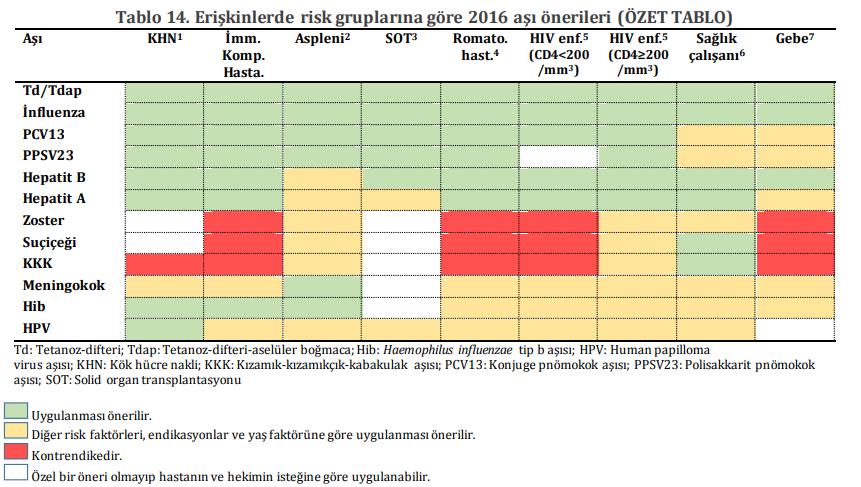 Tablo 14. Erişkinlerde risk gruplarına göre 2016 aşı önerileri (ÖZET TABLO)
Aşı KHN¹ İmm. Komp. Hasta. Aspleni² SOT³ Romato. hast.⁴ HIV enf.⁵ (CD4<200 /mm³) HIV enf.⁵ (CD4≥200 /mm³) Sağlık çalışanı⁶ Gebe⁷
Td/Tdap
İnfluenza
PCV13
PPSV23
Hepatit B
Hepatit A
Zoster
Suçiçeği
KKK
Meningokok
Hib
HPV
Td: Tetanoz-difteri; Tdap: Tetanoz-difteri-aselüler boğmaca; Hib: Haemophilus influenzae tip b aşısı; HPV: Human papilloma
virus aşısı; KHN: Kök hücre nakli; KKK: Kızamık-kızamıkçık-kabakulak aşısı; PCV13: Konjuge pnömokok aşısı; PPSV23: Polisakkarit pnömokok
aşısı; SOT: Solid organ transplantasyonu
Uygulanması önerilir.
Diğer risk faktörleri, endikasyonlar ve yaş faktörüne göre uygulanması önerilir.
Kontrendikedir.
Özel bir öneri olmayıp hastanın ve hekimin isteğine göre uygulanabilir.